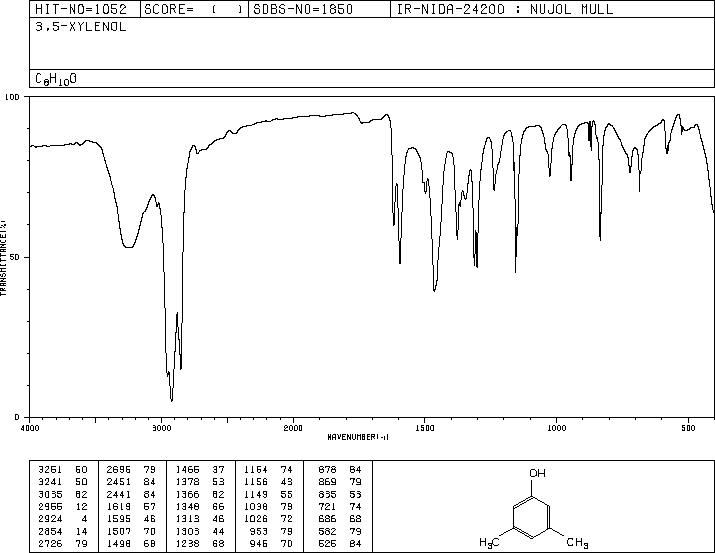 HIT-NO=1052 SCORE= ( ) SDBS-NO=1850 IR-NIDA-24200 : NUJOL MULL
3,5-XYLENOL
C8H10O
100
50
0
TRANSMITTANCE(%)
4000 3000 2000 1500 1000 500
WAVENUMBER(-1)
3261 50 2696 79 1466 37 1164 74 878 84
3241 50 2451 84 1378 53 1156 43 869 79
3035 62 2441 84 1366 62 1149 55 835 53
2955 12 1619 57 1348 66 1038 79 721 74
2924 4 1595 46 1313 46 1026 72 686 68
2854 14 1507 70 1303 44 953 79 582 79
2726 79 1498 68 1238 68 946 70 526 84
OH
H3C CH3